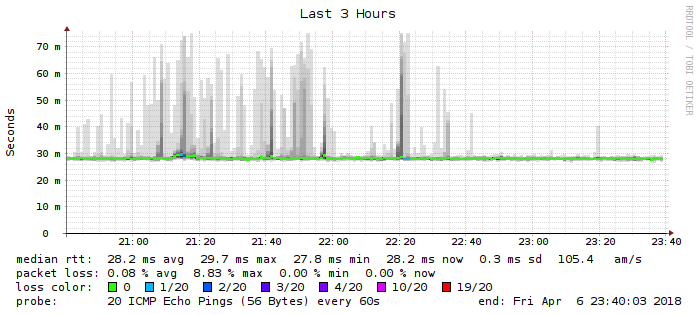 Last 3 Hours
RRDTOOL / TOBI OETIKER
Seconds
70 m
60 m
50 m
40 m
30 m
20 m
10 m
0
21:00 21:20 21:40 22:00 22:20 22:40 23:00 23:20 23:40
median rtt: 28.2 ms avg 29.7 ms max 27.8 ms min 28.2 ms now 0.3 ms sd 105.4 am/s
packet loss: 0.08 % avg 8.83 % max 0.00 % min 0.00 % now
loss color: 0 1/20 2/20 3/20 4/20 10/20 19/20
probe: 20 ICMP Echo Pings (56 Bytes) every 60s end: Fri Apr 6 23:40:03 2018